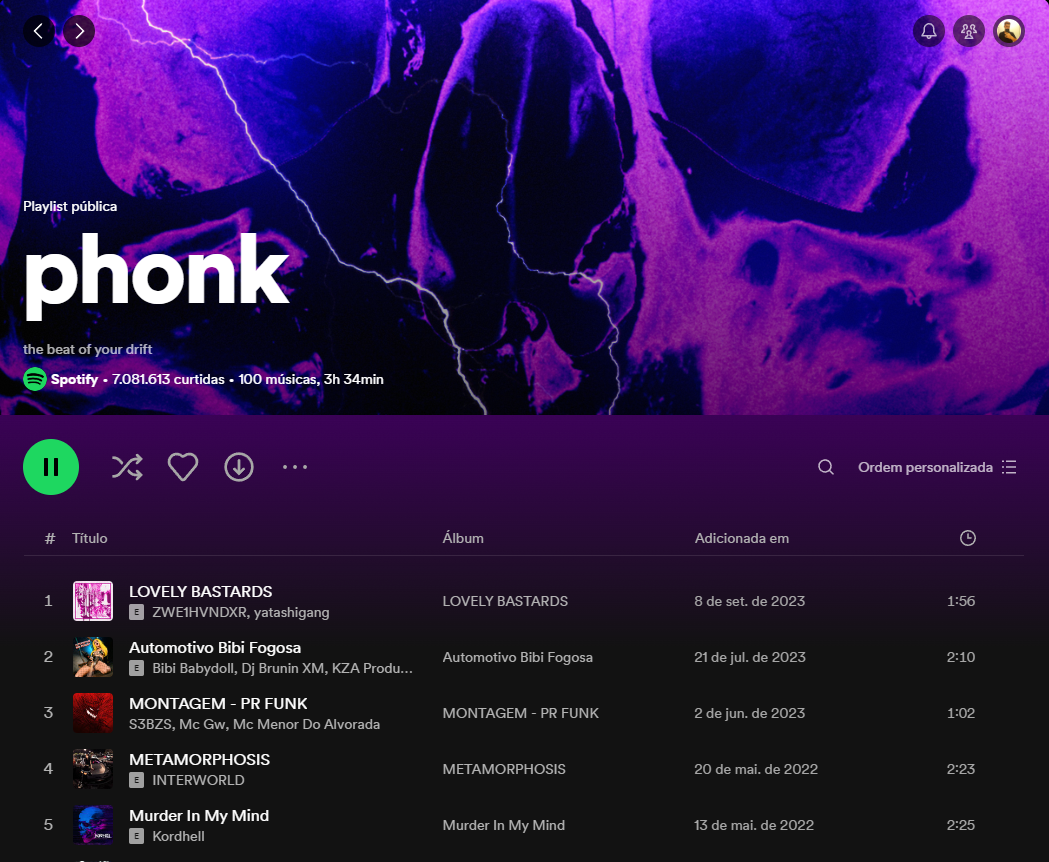 Playlist pública
phonk
the beat of your drift
Spotify • 7.081.613 curtidas • 100 músicas, 3h 34min
Ordem personalizada
# Título Álbum Adicionada em
1 LOVELY BASTARDS LOVELY BASTARDS 8 de set. de 2023 1:56
E ZWE1HVNDXR, yatashigang
2 Automotivo Bibi Fogosa Automotivo Bibi Fogosa 21 de jul. de 2023 2:10
E Bibi Babydoll, Dj Brunin XM, KZA Produ...
3 MONTAGEM - PR FUNK MONTAGEM - PR FUNK 2 de jun. de 2023 1:02
S3BZS, Mc Gw, Mc Menor Do Alvorada
4 METAMORPHOSIS METAMORPHOSIS 20 de mai. de 2022 2:23
E INTERWORLD
5 Murder In My Mind Murder In My Mind 13 de mai. de 2022 2:25
E Kordhell